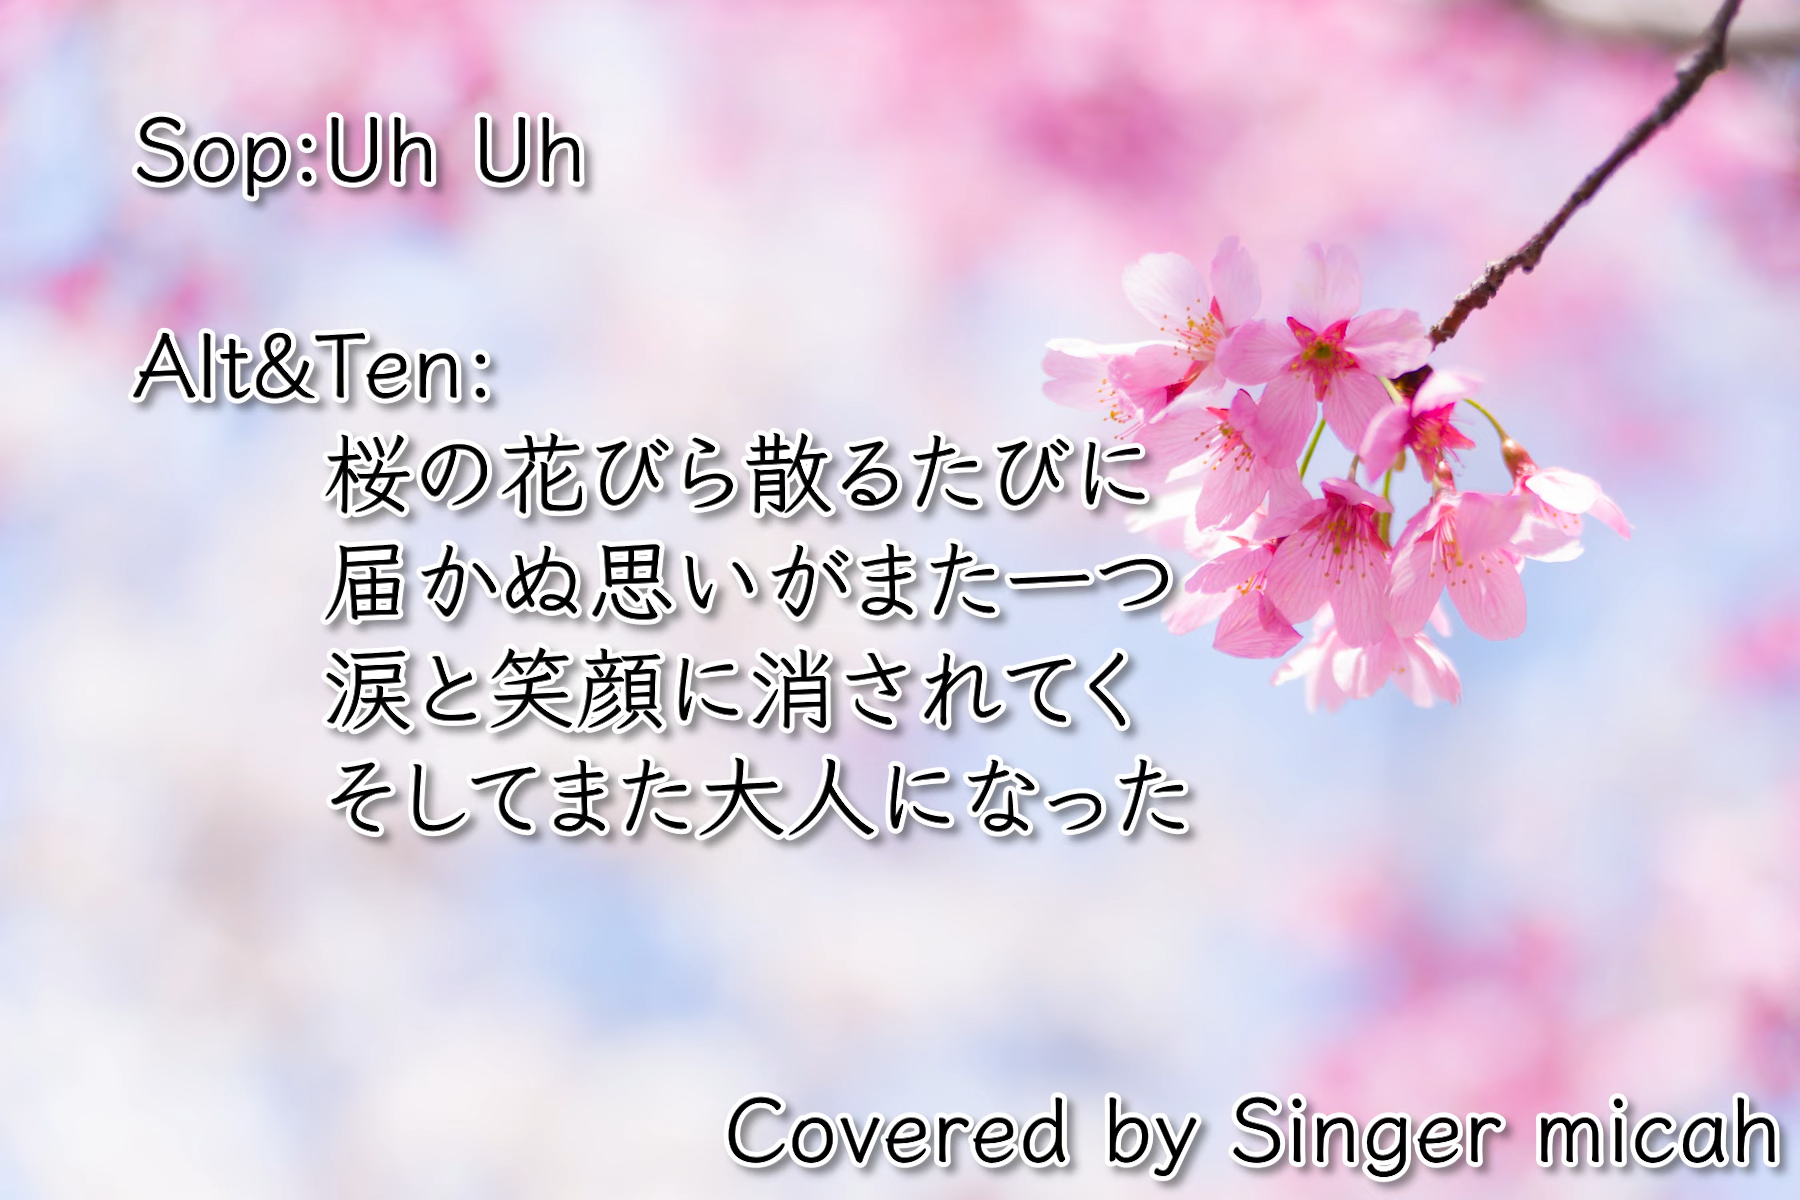 Sop:Uh Uh
Alt&Ten:
桜の花びら散るたびに
届かぬ思いがまた一つ
涙と笑顔に消されてく
そしてまた大人になった
Covered by Singer micah